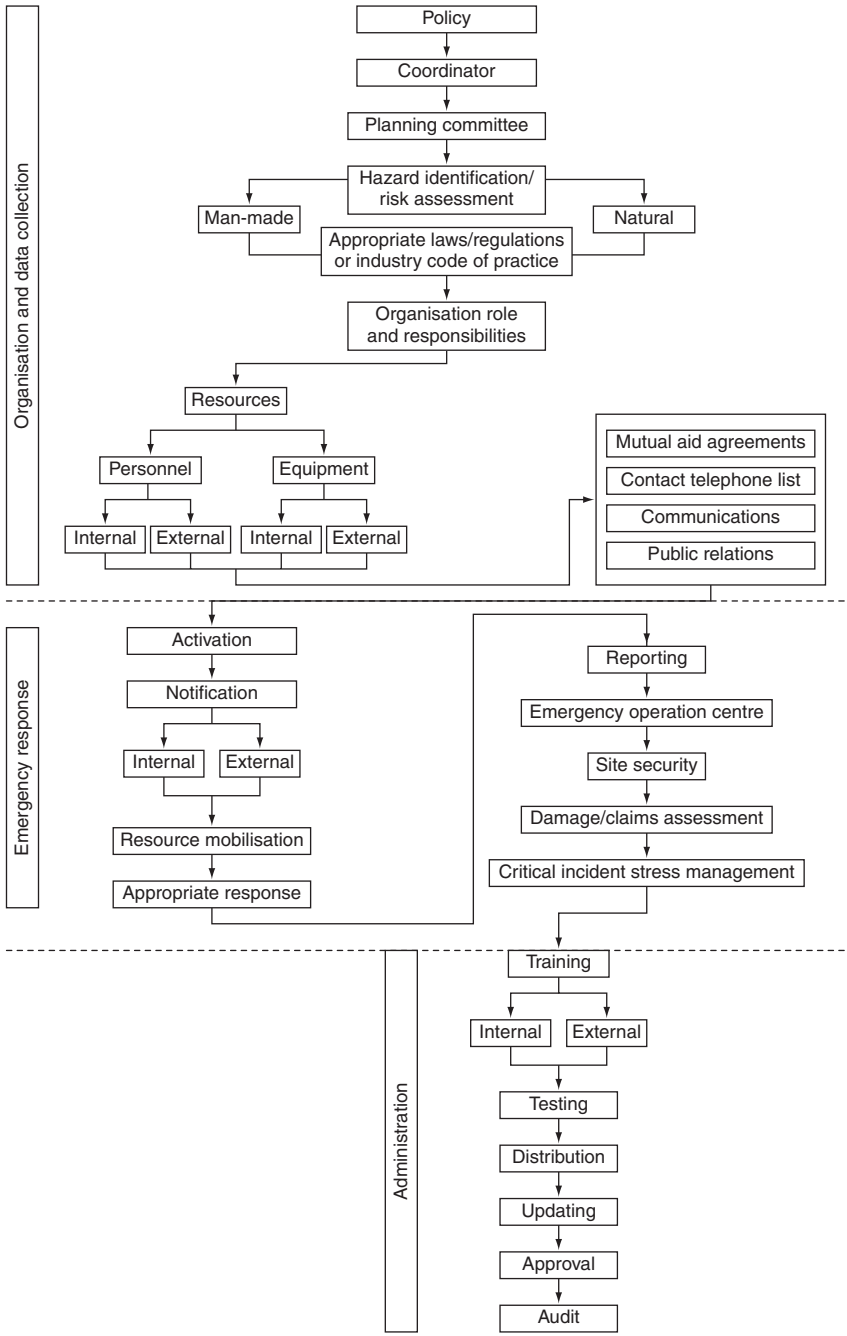 Organisation and data collection
Policy
Coordinator
Planning committee
Hazard identification/
risk assessment
Man-made
Natural
Appropriate laws/regulations
or industry code of practice
Organisation role
and responsibilities
Resources
Personnel
Equipment
Internal
External
Internal
External
Mutual aid agreements
Contact telephone list
Communications
Public relations
Emergency response
Activation
Notification
Internal
External
Resource mobilisation
Appropriate response
Reporting
Emergency operation centre
Site security
Damage/claims assessment
Critical incident stress management
Administration
Training
Internal
External
Testing
Distribution
Updating
Approval
Audit